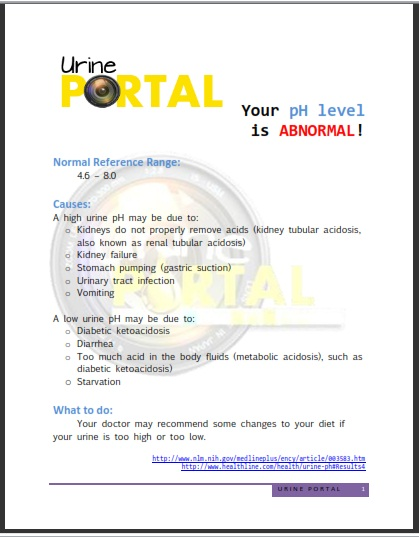 Urine
PORTAL
Your pH level
is ABNORMAL!
Normal Reference Range:
4.6 – 8.0
Causes:
A high urine pH may be due to:
o Kidneys do not properly remove acids (kidney tubular acidosis,
also known as renal tubular acidosis)
o Kidney failure
o Stomach pumping (gastric suction)
o Urinary tract infection
o Vomiting
A low urine pH may be due to:
o Diabetic ketoacidosis
o Diarrhea
o Too much acid in the body fluids (metabolic acidosis), such as
diabetic ketoacidosis)
o Starvation
What to do:
Your doctor may recommend some changes to your diet if
your urine is too high or too low.
http://www.nlm.nih.gov/medlineplus/ency/article/003583.htm
http://www.healthline.com/health/urine-ph#Results4
URINE PORTAL